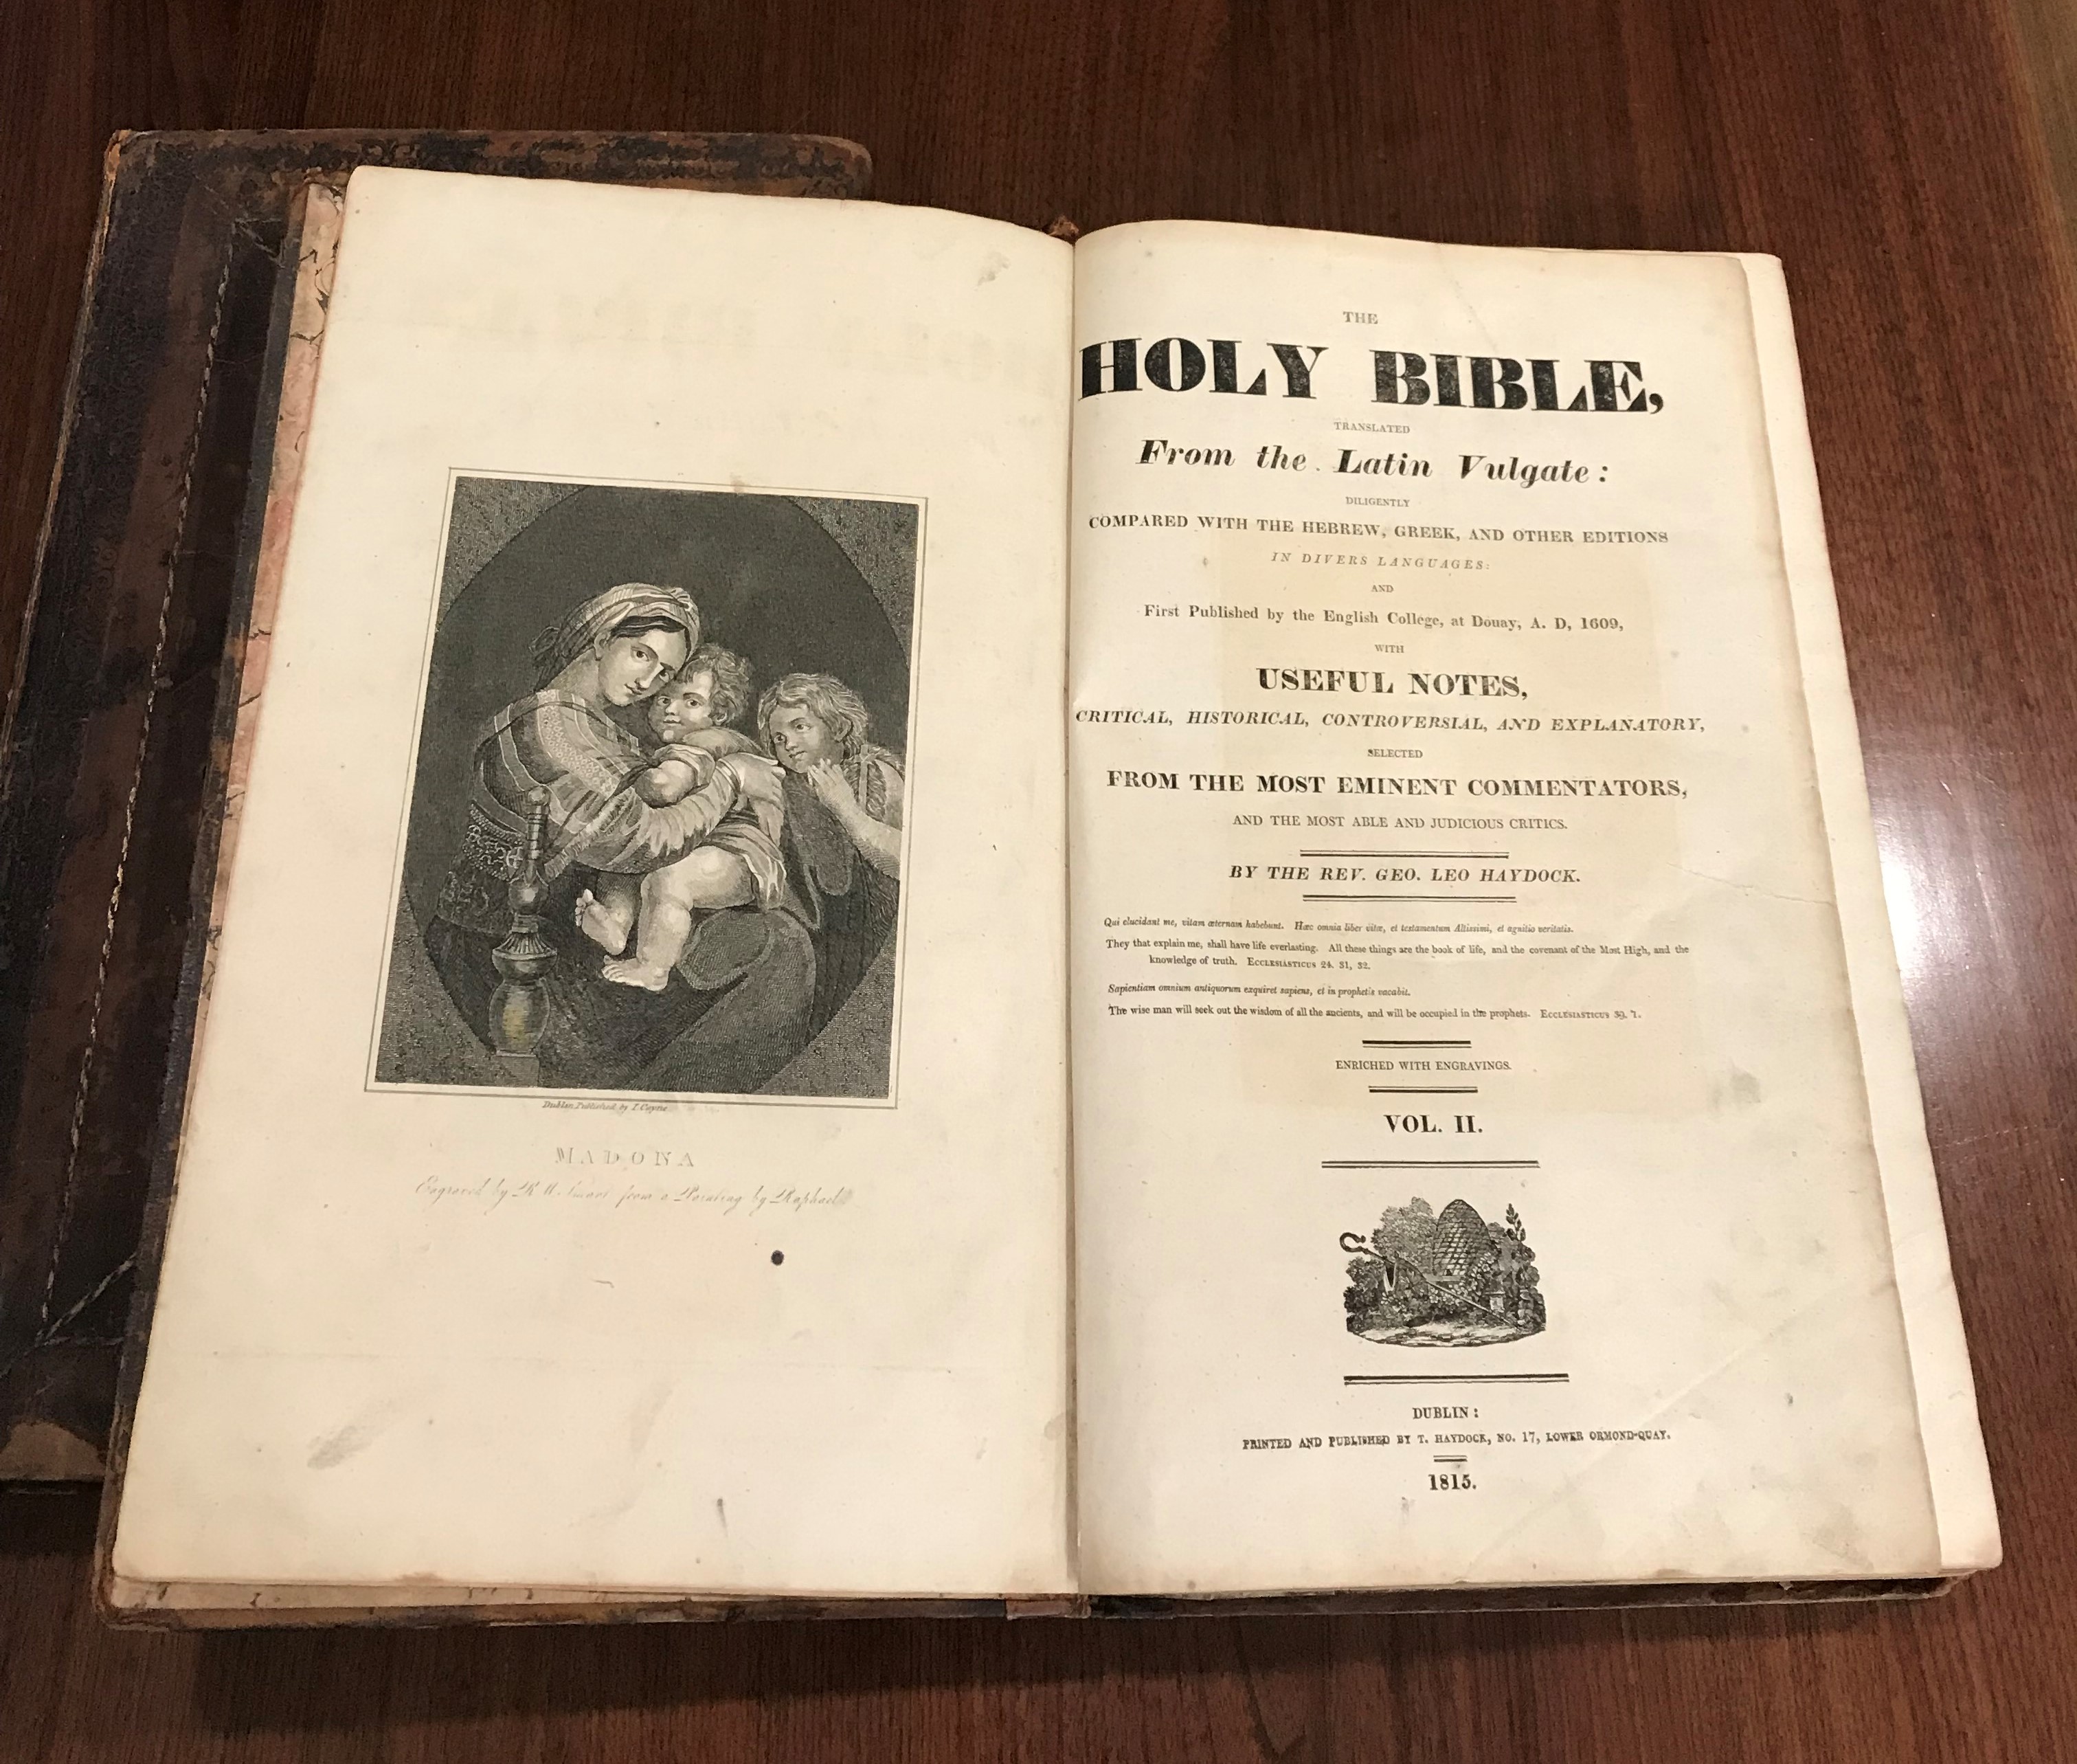 Dublin, Published by I. Coyne
MADONA
Engraved by from a Painting by Raphael
THE
HOLY BIBLE,
TRANSLATED
From the Latin Vulgate:
DILIGENTLY
COMPARED WITH THE HEBREW, GREEK, AND OTHER EDITIONS
IN DIVERS LANGUAGES:
AND
First Published by the English College, at Douay, A. D, 1609,
WITH
USEFUL NOTES,
CRITICAL, HISTORICAL, CONTROVERSIAL, AND EXPLANATORY,
SELECTED
FROM THE MOST EMINENT COMMENTATORS,
AND THE MOST ABLE AND JUDICIOUS CRITICS.
BY THE REV. GEO. LEO HAYDOCK.
Qui elucidant me, vitam æternam habebunt. Hæc omnia liber vitæ, et testamentum Altissimi, et agnitio veritatis.
They that explain me, shall have life everlasting. All these things are the book of life, and the covenant of the Most High, and the
knowledge of truth. ECCLESIASTICUS 24. 31, 32.
Sapientiam omnium antiquorum exquiret sapiens, et in prophetis vacabit.
The wise man will seek out the wisdom of all the ancients, and will be occupied in the prophets. ECCLESIASTICUS 39. 1.
ENRICHED WITH ENGRAVINGS.
VOL. II.
DUBLIN:
PRINTED AND PUBLISHED BY T. HAYDOCK, NO. 17, LOWER ORMOND-QUAY.
1815.